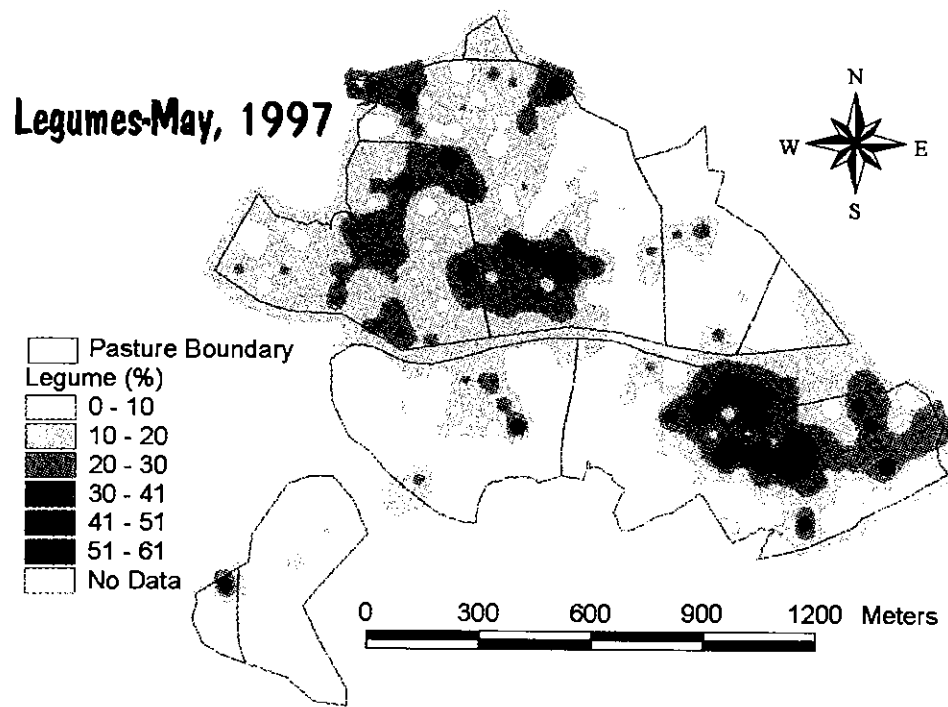 Legumes-May, 1997
N
W E
S
Pasture Boundary
Legume (%)
0 - 10
10 - 20
20 - 30
30 - 41
41 - 51
51 - 61
No Data
0 300 600 900 1200 Meters